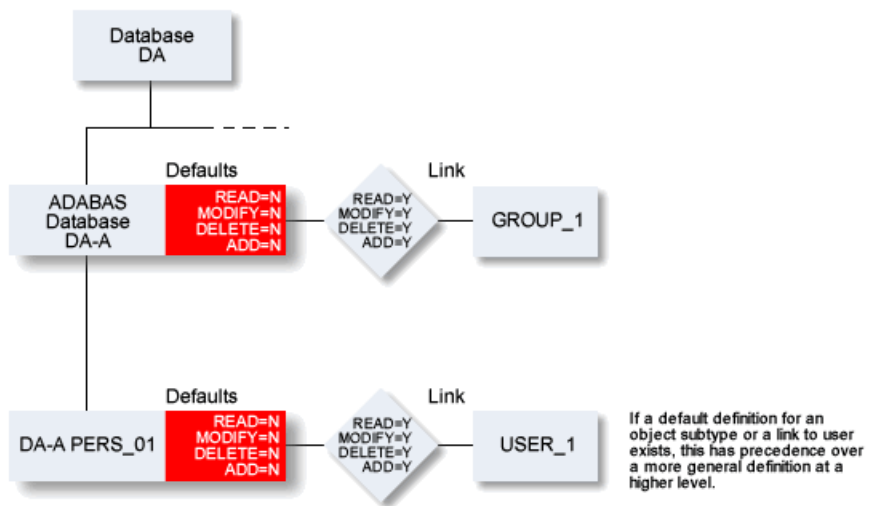 Database
DA
Defaults
Link
ADABAS
Database
DA-A
READ=N
MODIFY=N
DELETE=N
ADD=N
READ=Y
MODIFY=Y
DELETE=Y
ADD=Y
GROUP_1
Defaults
Link
DA-A PERS_01
READ=N
MODIFY=N
DELETE=N
ADD=N
READ=Y
MODIFY=Y
DELETE=Y
ADD=Y
USER_1
If a default definition for an
object subtype or a link to user
exists, this has precedence over
a more general definition at a
higher level.